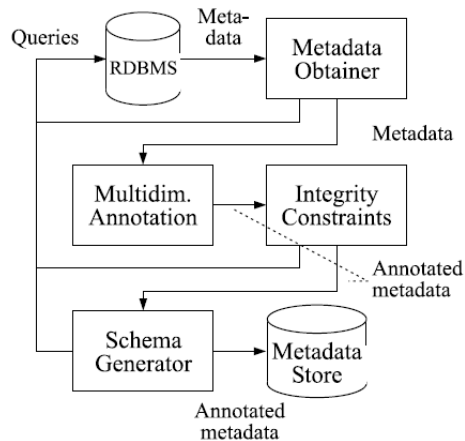 Queries
Meta-
data
RDBMS
Metadata
Obtainer
Metadata
Multidim.
Annotation
Integrity
Constraints
Annotated
metadata
Schema
Generator
Metadata
Store
Annotated
metadata